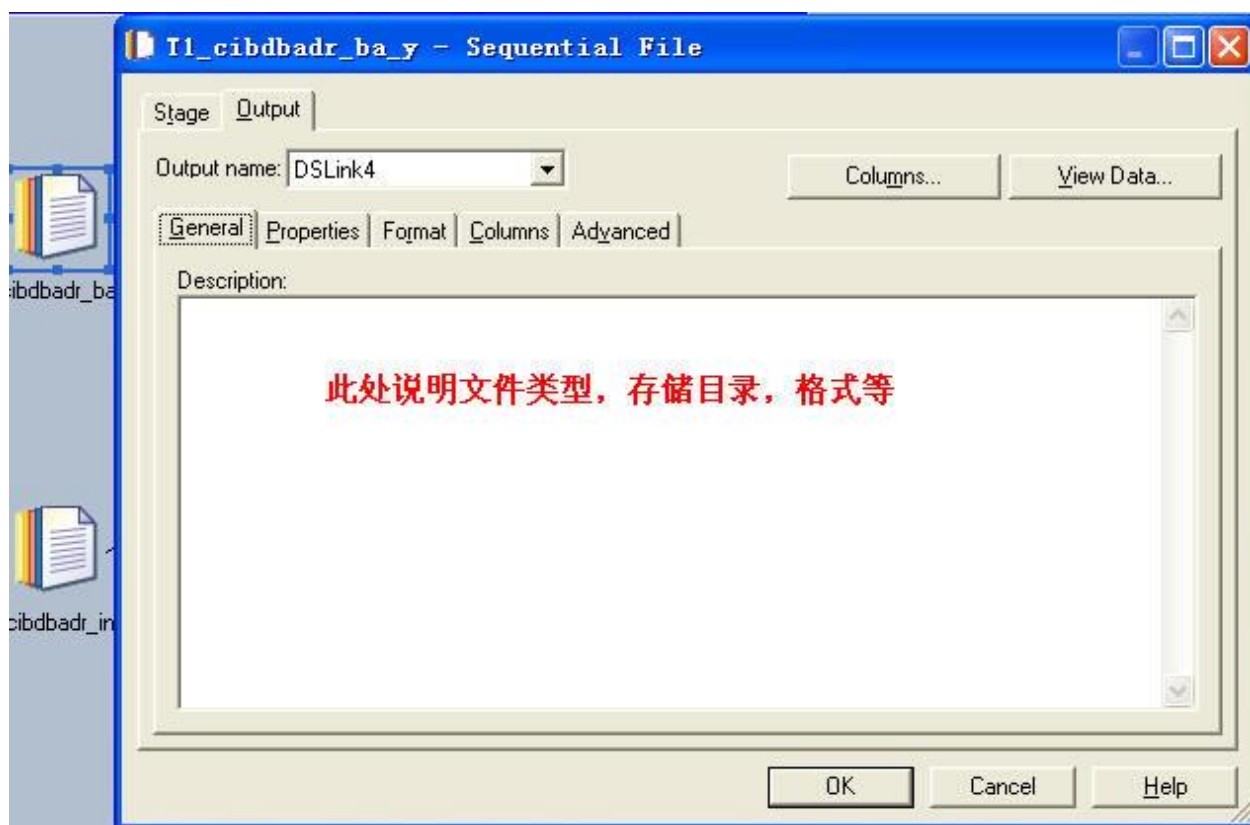 T1_cibdbadr_ba_y - Sequential File
Stage Output
Output name: DSLink4
Columns... View Data...
General Properties Format Columns Advanced
Description:
此处说明文件类型，存储目录，格式等
ibdbadr_ba
cibdbadr_in
OK Cancel Help